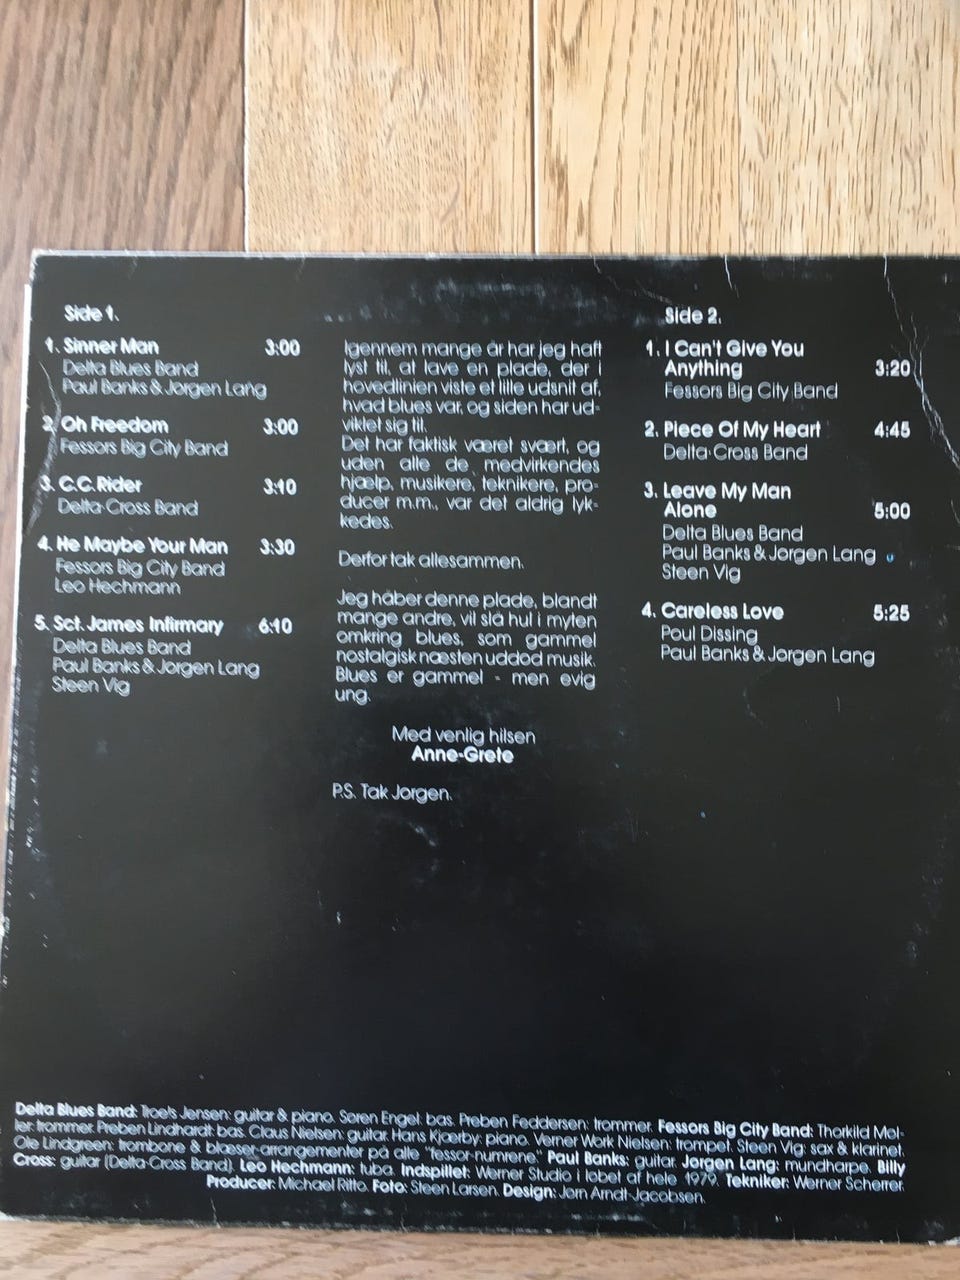 Side 1.
1. Sinner Man 3:00
Delta Blues Band
Paul Banks & Jørgen Lang
2. Oh Freedom 3:00
Fessors Big City Band
3. C.C.Rider 3:10
Delta-Cross Band
4. He Maybe Your Man 3:30
Fessors Big City Band
Leo Hechmann
5. Sct. James Infirmary 6:10
Delta Blues Band
Paul Banks & Jørgen Lang
Steen Vig
Igennem mange år har jeg haft
lyst til, at lave en plade, der i
hovedlinien viste et lille udsnit af,
hvad blues var, og siden har ud-
viklet sig til.
Det har faktisk været svært, og
uden alle de medvirkendes
hjælp, musikere, teknikere, pro-
ducer m.m., var det aldrig lyk-
kedes.
Derfor tak allesammen.
Jeg håber denne plade, blandt
mange andre, vil slå hul i myten
omkring blues, som gammel
nostalgisk næsten uddød musik.
Blues er gammel - men evig
ung.
Med venlig hilsen
Anne-Grete
P.S. Tak Jørgen.
Side 2.
1. I Can't Give You
Anything 3:20
Fessors Big City Band
2. Piece Of My Heart 4:45
Delta-Cross Band
3. Leave My Man
Alone 5:00
Delta Blues Band
Paul Banks & Jørgen Lang
Steen Vig
4. Careless Love 5:25
Poul Dissing
Paul Banks & Jørgen Lang
Delta Blues Band: Troels Jensen: guitar & piano. Søren Engel: bas. Preben Feddersen: trommer. Fessors Big City Band: Thorkild Møl-
ler: trommer. Preben Lindhardt: bas. Claus Nielsen: guitar. Hans Kjærby: piano. Verner Work Nielsen: trompet. Steen Vig: sax & klarinet.
Ole Lindgreen: trombone & blæser-arrangementer på alle "fessor-numrene". Paul Banks: guitar. Jørgen Lang: mundharpe. Billy
Cross: guitar (Delta-Cross Band). Leo Hechmann: tuba. Indspillet: Werner Studio i løbet af hele 1979. Tekniker: Werner Scherrer.
Producer: Michael Ritto. Foto: Steen Larsen. Design: Jørn Arndt-Jacobsen.